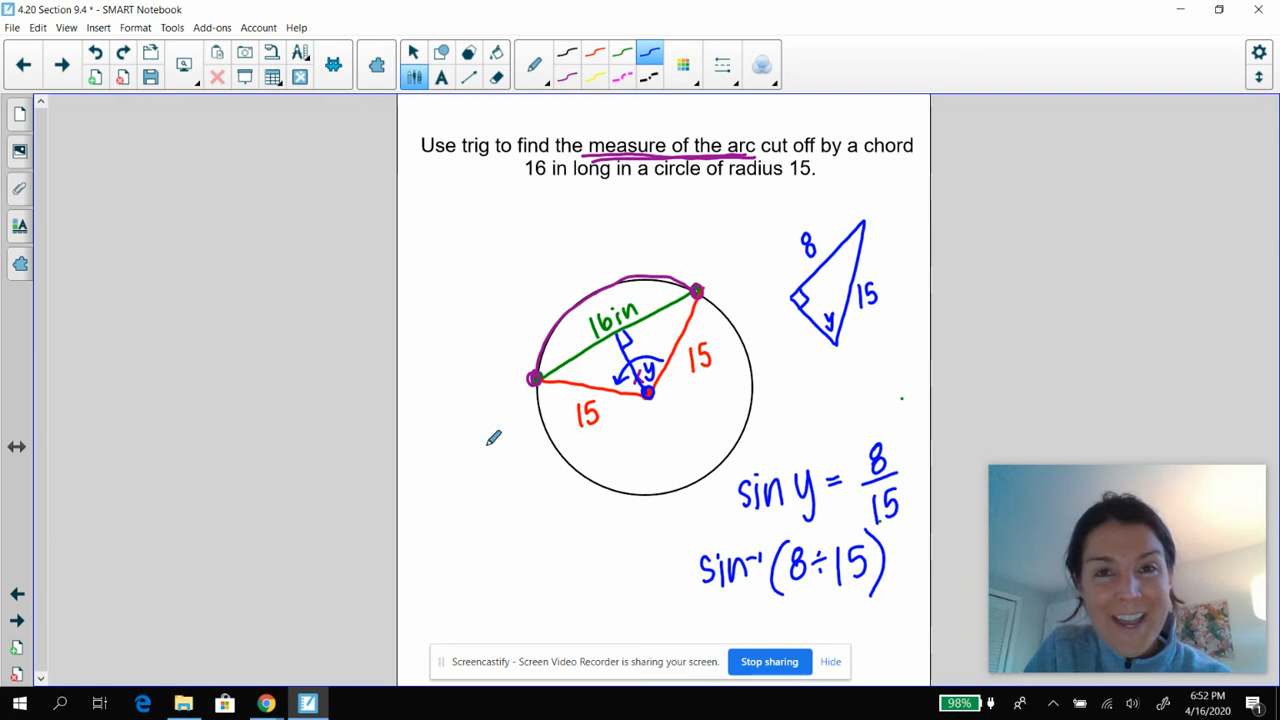 4.20 Section 9.4 * - SMART Notebook
File Edit View Insert Format Tools Add-ons Account Help
Use trig to find the measure of the arc cut off by a chord
16 in long in a circle of radius 15.
8
15
y
16in
15
x y
15
sin y = 8/15
sin⁻¹(8÷15)
Screencastify - Screen Video Recorder is sharing your screen. Stop sharing Hide
98%
6:52 PM
4/16/2020
1